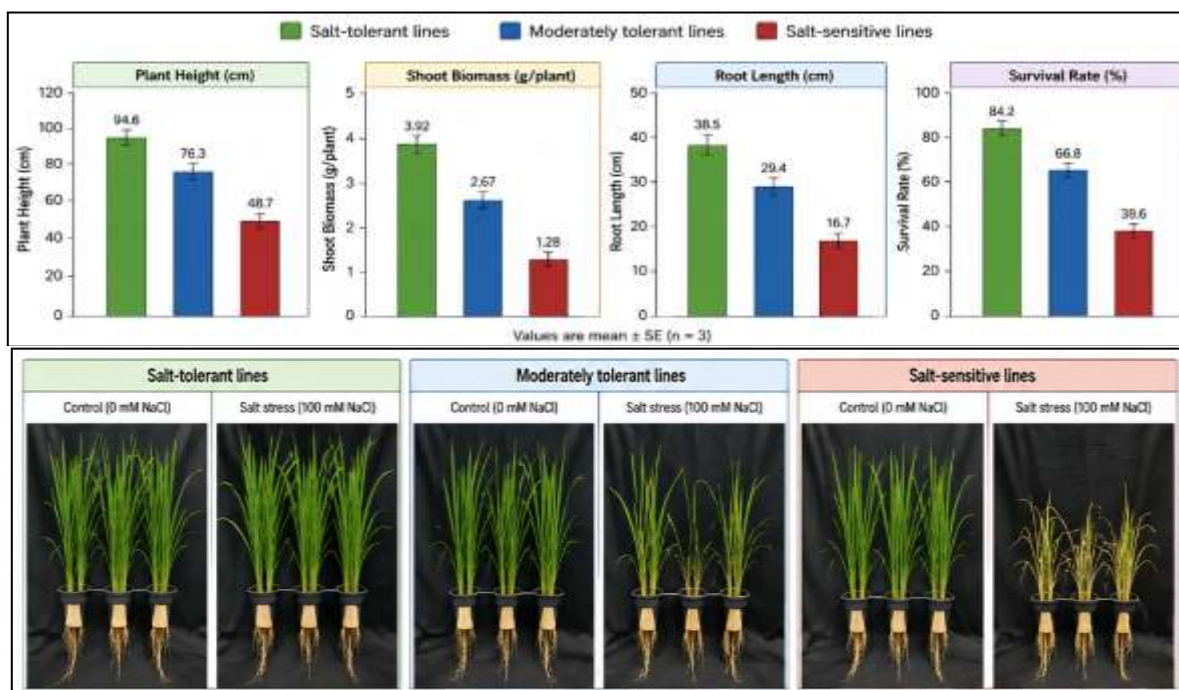 Salt-tolerant lines Moderately tolerant lines Salt-sensitive lines
Plant Height (cm)
Plant Height (cm)
120
100
80
60
40
20
0
94.6
76.3
48.7
Shoot Biomass (g/plant)
Shoot Biomass (g/plant)
5
4
3
2
1
0
3.92
2.67
1.28
Root Length (cm)
Root Length (cm)
50
40
30
20
10
0
38.5
29.4
16.7
Survival Rate (%)
Survival Rate (%)
100
80
60
40
20
0
84.2
66.8
38.6
Values are mean ± SE (n = 3)
Salt-tolerant lines
Control (0 mM NaCl) Salt stress (100 mM NaCl)
Moderately tolerant lines
Control (0 mM NaCl) Salt stress (100 mM NaCl)
Salt-sensitive lines
Control (0 mM NaCl) Salt stress (100 mM NaCl)